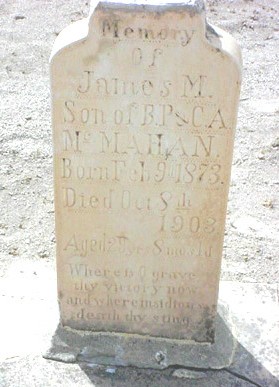 Memory
Of
James M.
Son of B.P.& C.A.
McMAHAN.
Born Feb 9th 1873.
Died Oct 8th
1903
Aged
Where is O grave
thy victory now
and where
death thy sting